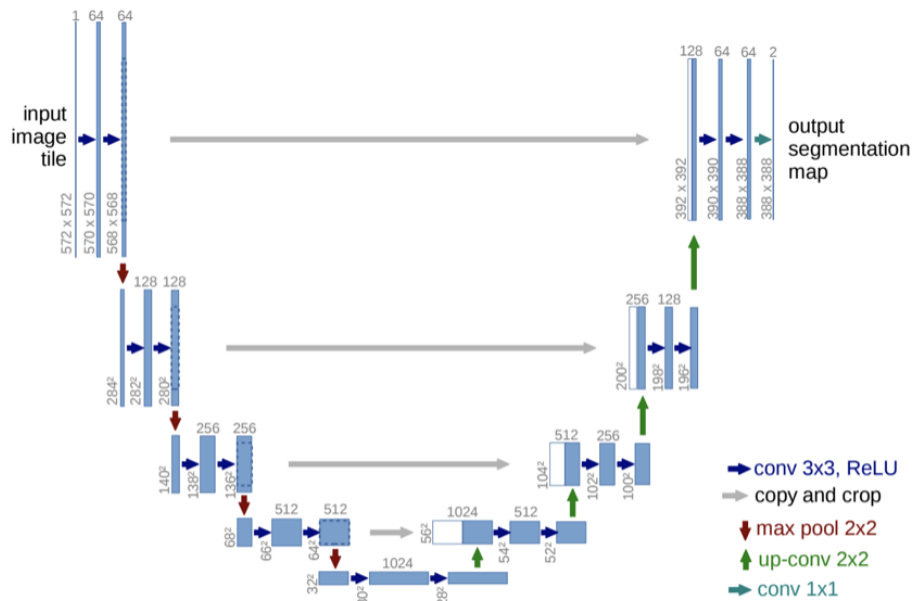 1 64 64
128 64 64 2
input
image
tile
output
segmentation
map
572 x 572
570 x 570
568 x 568
392 x 392
390 x 390
388 x 388
388 x 388
128 128
256 128
284²
282²
280²
200²
198²
196²
256 256
512 256
140²
138²
136²
104²
102²
100²
512 512
1024 512
68²
66²
64²
56²
54²
52²
1024
32²
conv 3x3, ReLU
copy and crop
max pool 2x2
up-conv 2x2
conv 1x1